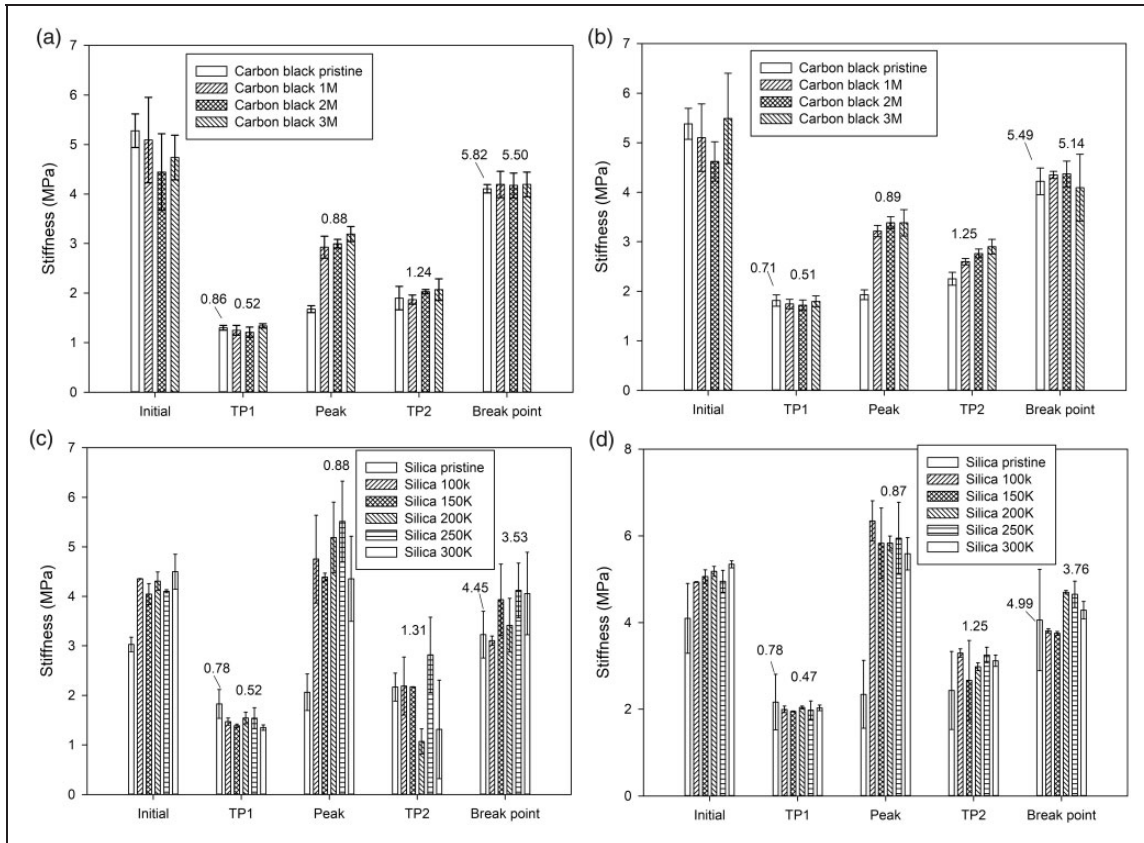 (a)
Stiffness (MPa)
7
6
5
4
3
2
1
0
Carbon black pristine
Carbon black 1M
Carbon black 2M
Carbon black 3M
0.86
0.52
0.88
1.24
5.82
5.50
Initial
TP1
Peak
TP2
Break point
(b)
Stiffness (MPa)
7
6
5
4
3
2
1
0
Carbon black pristine
Carbon black 1M
Carbon black 2M
Carbon black 3M
0.71
0.51
0.89
1.25
5.49
5.14
Initial
TP1
Peak
TP2
Break point
(c)
Stiffness (MPa)
7
6
5
4
3
2
1
0
Silica pristine
Silica 100k
Silica 150K
Silica 200K
Silica 250K
Silica 300K
0.78
0.52
0.88
1.31
4.45
3.53
Initial
TP1
Peak
TP2
Break point
(d)
Stiffness (MPa)
8
6
4
2
0
Silica pristine
Silica 100k
Silica 150K
Silica 200K
Silica 250K
Silica 300K
0.78
0.47
0.87
1.25
4.99
3.76
Initial
TP1
Peak
TP2
Break point